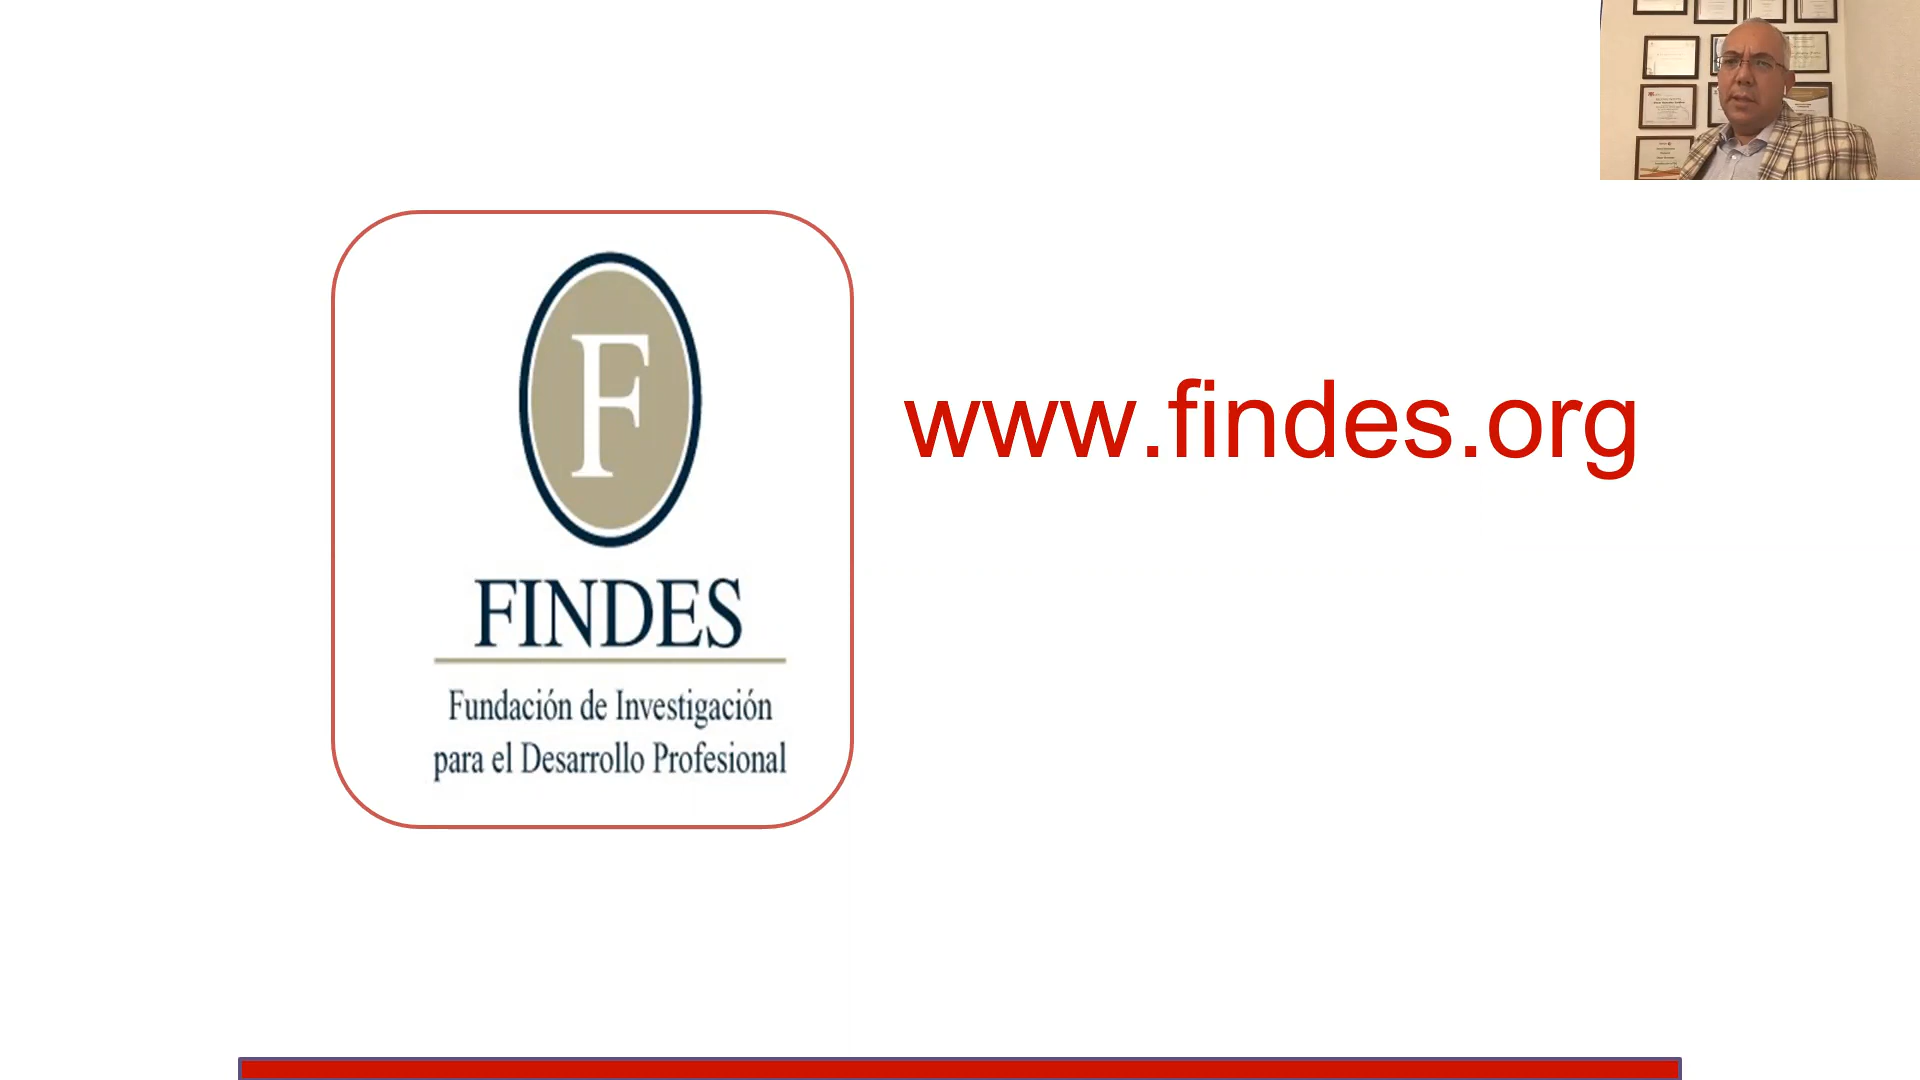 F
www.findes.org
FINDES
Fundación de Investigación
para el Desarrollo Profesional